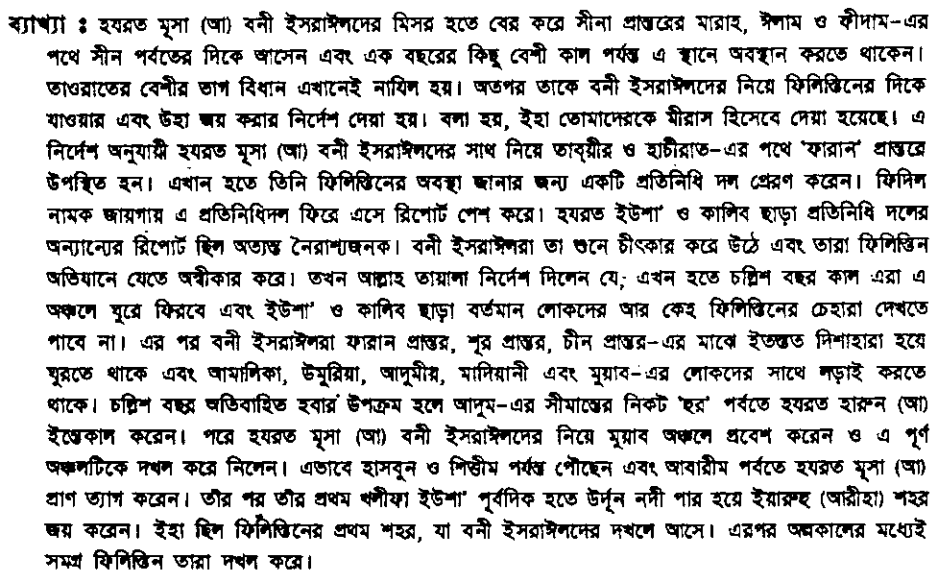 ব্যাখ্যা : হযরত মূসা (আ) বনী ইসরাঈলদের মিসর হতে বের করে সীনা প্রান্তরের মারাহ, ঈলাম ও ফীদাম-এর
পথে সীন পর্বতের দিকে আসেন এবং এক বছরের কিছু বেশী কাল পর্যন্ত এ স্থানে অবস্থান করতে থাকেন।
তাওরাতের বেশীর ভাগ বিধান এখানেই নাযিল হয়। অতপর তাকে বনী ইসরাঈলদের নিয়ে ফিলিস্তিনের দিকে
যাওয়ার এবং উহা জয় করার নির্দেশ দেয়া হয়। বলা হয়, ইহা তোমাদেরকে মীরাস হিসেবে দেয়া হয়েছে। এ
নির্দেশ অনুযায়ী হযরত মূসা (আ) বনী ইসরাঈলদের সাথ নিয়ে তাব্‌য়ীর ও হাচীরাত-এর পথে 'ফারান' প্রান্তরে
উপস্থিত হন। এখান হতে তিনি ফিলিস্তিনের অবস্থা জানার জন্য একটি প্রতিনিধি দল প্রেরণ করেন। ফিদিল
নামক জায়গায় এ প্রতিনিধিদল ফিরে এসে রিপোর্ট পেশ করে। হযরত ইউশা' ও কালিব ছাড়া প্রতিনিধি দলের
অন্যান্যের রিপোর্ট ছিল অত্যন্ত নৈরাশ্যজনক। বনী ইসরাঈলরা তা শুনে চীৎকার করে উঠে এবং তারা ফিলিস্তিন
অভিযানে যেতে অস্বীকার করে। তখন আল্লাহ তায়ালা নির্দেশ দিলেন যে, এখন হতে চল্লিশ বছর কাল এরা এ
অঞ্চলে ঘুরে ফিরবে এবং ইউশা' ও কালিব ছাড়া বর্তমান লোকদের আর কেহ ফিলিস্তিনের চেহারা দেখতে
পাবে না। এর পর বনী ইসরাঈলরা ফারান প্রান্তর, শূর প্রান্তর, চীন প্রান্তর-এর মাঝে ইতস্তত দিশাহারা হয়ে
ঘুরতে থাকে এবং আমালিকা, উমূরিয়া, আদুমীয়, মাদিয়ানী এবং মুয়াব-এর লোকদের সাথে লড়াই করতে
থাকে। চল্লিশ বছর অতিবাহিত হবার উপক্রম হলে আদুম-এর সীমান্তের নিকট 'হুর' পর্বতে হযরত হারুন (আ)
ইন্তেকাল করেন। পরে হযরত মূসা (আ) বনী ইসরাঈলদের নিয়ে মুয়াব অঞ্চলে প্রবেশ করেন ও এ পূর্ণ
অঞ্চলটিকে দখল করে নিলেন। এভাবে হাসবুন ও শিত্তীম পর্যন্ত পৌছেন এবং আবারীম পর্বতে হযরত মূসা (আ)
প্রাণ ত্যাগ করেন। তাঁর পর তাঁর প্রথম খলীফা ইউশা' পূর্বদিক হতে উর্দুন নদী পার হয়ে ইয়ারুহ (আরীহা) শহর
জয় করেন। ইহা ছিল ফিলিস্তিনের প্রথম শহর, যা বনী ইসরাঈলদের দখলে আসে। এরপর অল্পকালের মধ্যেই
সমগ্র ফিলিস্তিন তারা দখল করে।